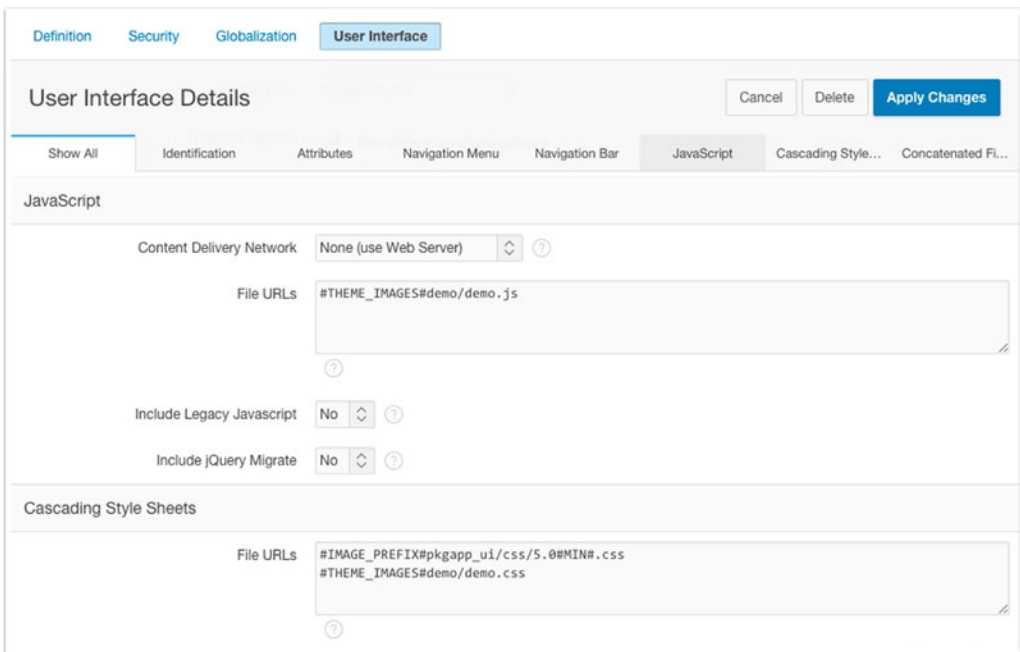 Definition Security Globalization User Interface
User Interface Details
Cancel Delete Apply Changes
Show All Identification Attributes Navigation Menu Navigation Bar JavaScript Cascading Style... Concatenated Fi...
JavaScript
Content Delivery Network None (use Web Server) ?
File URLs #THEME_IMAGES#demo/demo.js
?
Include Legacy Javascript No ?
Include jQuery Migrate No ?
Cascading Style Sheets
File URLs #IMAGE_PREFIX#pkgapp_ui/css/5.0#MIN#.css
#THEME_IMAGES#demo/demo.css
?